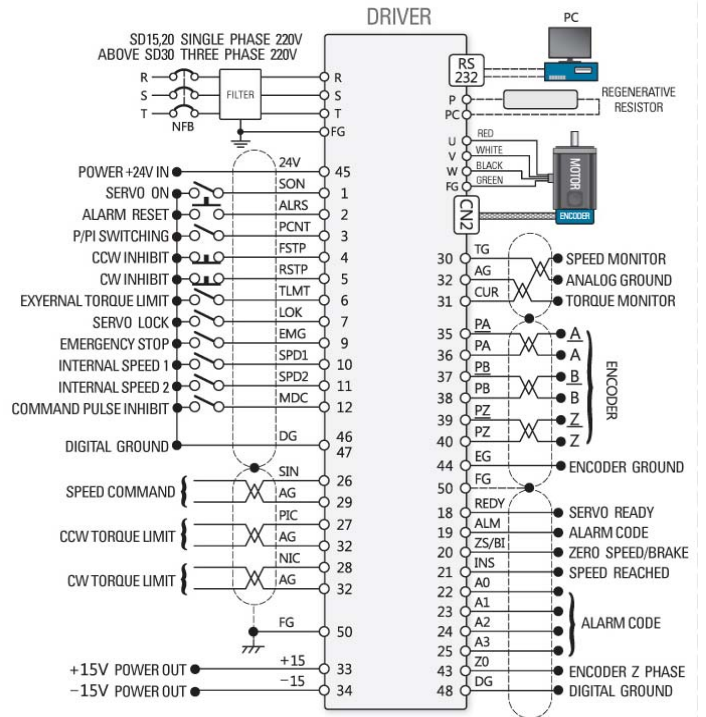 DRIVER
SD15,20 SINGLE PHASE 220V
ABOVE SD30 THREE PHASE 220V
R
S
T
NFB
FILTER
R
S
T
FG
POWER +24V IN 24V 45
SERVO ON SON 1
ALARM RESET ALRS 2
P/PI SWITCHING PCNT 3
CCW INHIBIT FSTP 4
CW INHIBIT RSTP 5
EXYERNAL TORQUE LIMIT TLMT 6
SERVO LOCK LOK 7
EMERGENCY STOP EMG 9
INTERNAL SPEED 1 SPD1 10
INTERNAL SPEED 2 SPD2 11
COMMAND PULSE INHIBIT MDC 12
DIGITAL GROUND DG 46
47
SPEED COMMAND
SIN 26
AG 29
CCW TORQUE LIMIT
PIC 27
AG 32
CW TORQUE LIMIT
NIC 28
AG 32
FG 50
+15V POWER OUT +15 33
−15V POWER OUT −15 34
PC
RS
232
P
PC
REGENERATIVE
RESISTOR
U RED
V WHITE
W BLACK
FG GREEN
MOTOR
ENCODER
CN2
30 TG SPEED MONITOR
32 AG ANALOG GROUND
31 CUR TORQUE MONITOR
35 PA A
36 PA A
37 PB B
38 PB B
39 PZ Z
40 PZ Z
ENCODER
44 EG ENCODER GROUND
50 FG
18 REDY SERVO READY
19 ALM ALARM CODE
20 ZS/BI ZERO SPEED/BRAKE
21 INS SPEED REACHED
22 A0
23 A1
24 A2
25 A3
ALARM CODE
43 Z0 ENCODER Z PHASE
48 DG DIGITAL GROUND